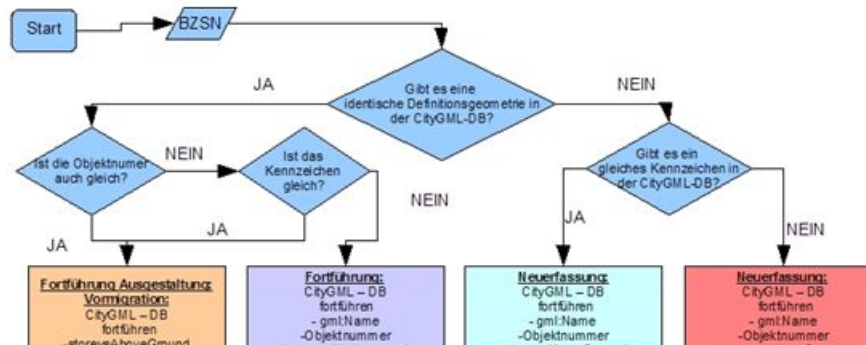 Start
BZSN
Gibt es eine
identische Definitionsgeometrie in
der CityGML-DB?
JA
NEIN
Ist die Objektnumer
auch gleich?
NEIN
Ist das
Kennzeichen
gleich?
Gibt es ein
gleiches Kennzeichen in
der CityGML-DB?
JA
JA
NEIN
JA
NEIN
Fortführung Ausgestaltung:
Vormigration:
CityGML – DB
fortführen
-storeysAboveGround
Fortführung:
CityGML – DB
fortführen
- gml:Name
-Objektnummer
Neuerfassung:
CityGML – DB
fortführen
- gml:Name
-Objektnummer
Neuerfassung:
CityGML – DB
fortführen
- gml:Name
-Objektnummer